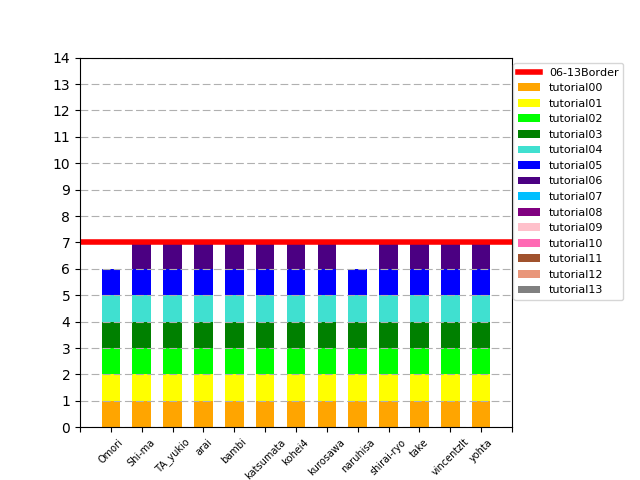 14
13
12
11
10
9
8
7
6
5
4
3
2
1
0
Omori
Shi-ma
TA_yukio
arai
bambi
katsumata
kohei4
kurosawa
naruhisa
shirai-ryo
take
vincentzlt
yohta
06-13Border
tutorial00
tutorial01
tutorial02
tutorial03
tutorial04
tutorial05
tutorial06
tutorial07
tutorial08
tutorial09
tutorial10
tutorial11
tutorial12
tutorial13